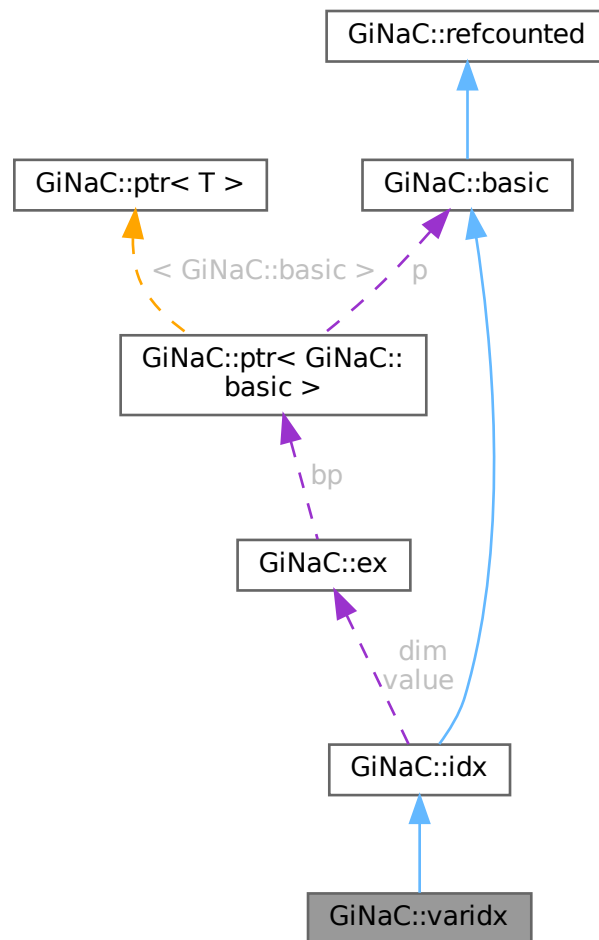 GiNaC::refcounted
GiNaC::ptr< T >
GiNaC::basic
< GiNaC::basic >
p
GiNaC::ptr< GiNaC::
basic >
bp
GiNaC::ex
dim
value
GiNaC::idx
GiNaC::varidx